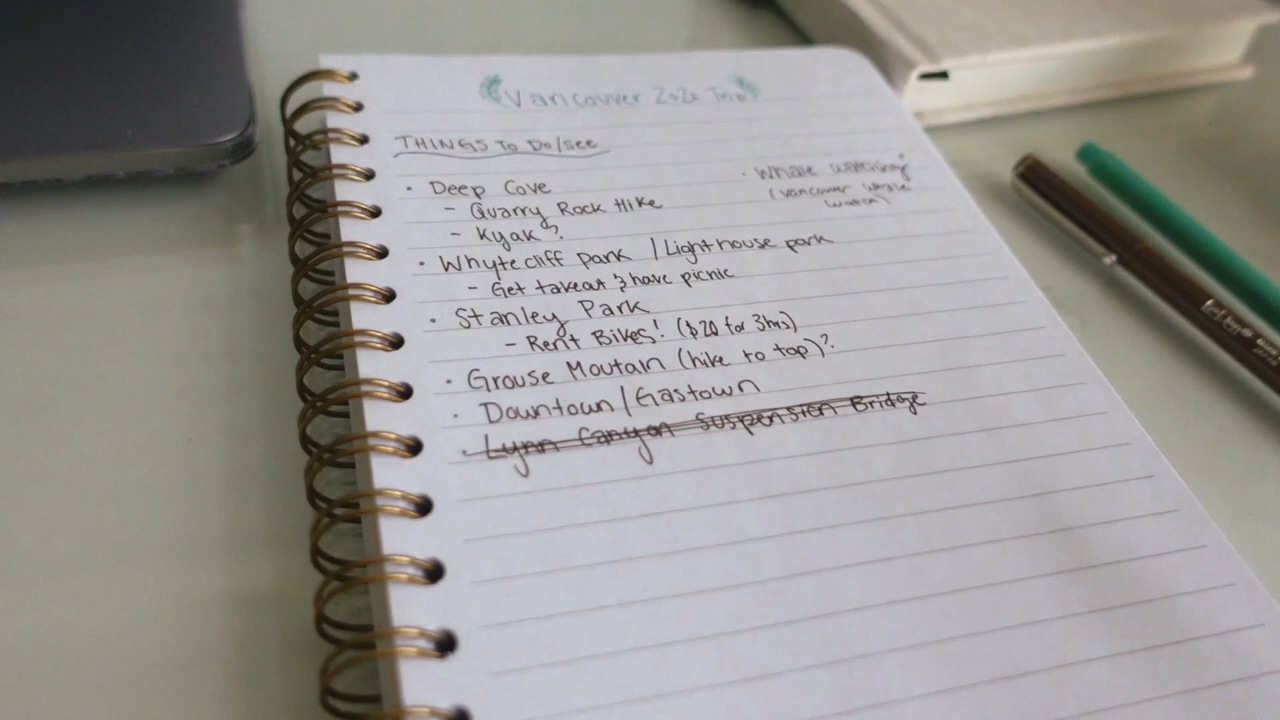 Vancouver 2020 Trip
THINGS To Do/see
• Deep Cove
- Quarry Rock Hike
- Kyak?
• Whytecliff park / Lighthouse park
- Get takeout & have picnic
• Stanley Park
- Rent Bikes! ($20 for 3hrs)
• Grouse Moutain (hike to top)?
• Downtown/Gastown
• Lynn Canyon Suspension Bridge
• Whale watching
(Vancouver whale
watch)